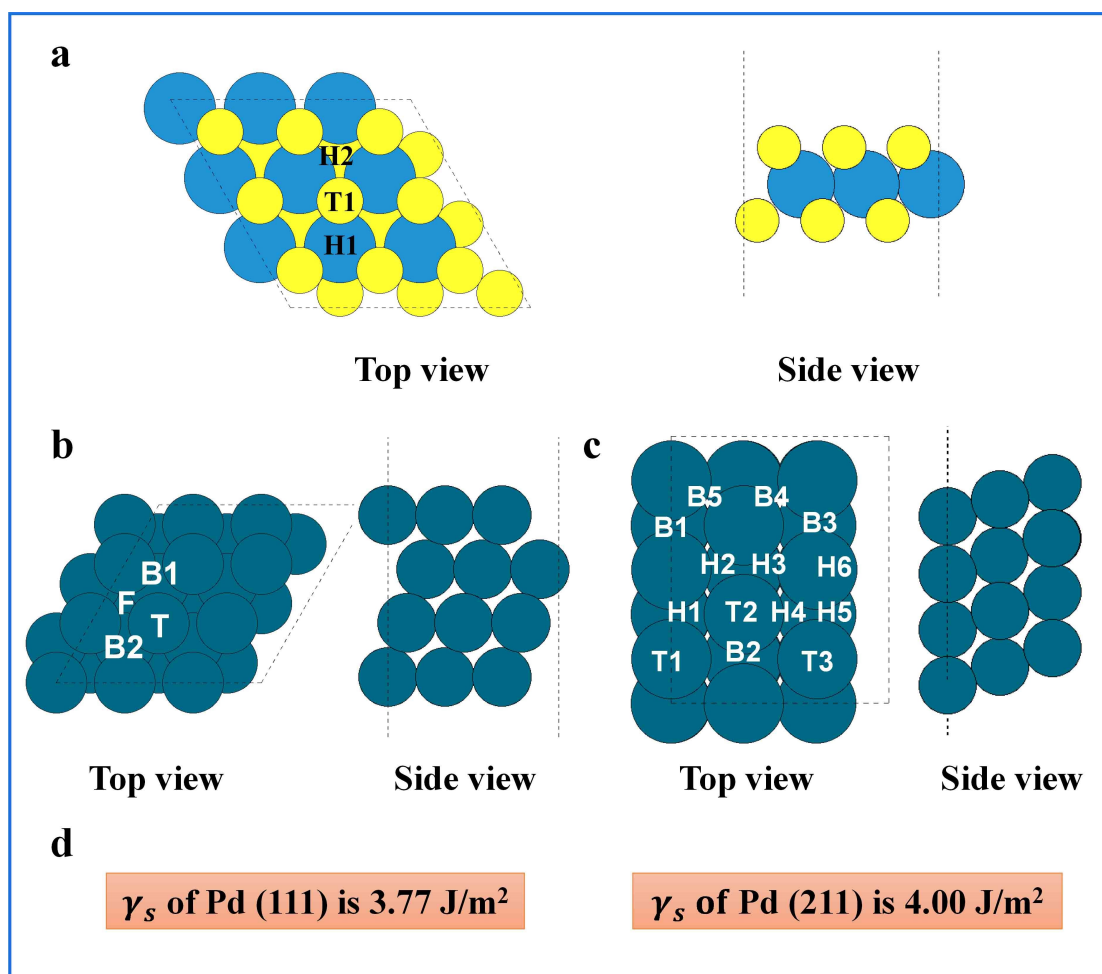 a
H2
T1
H1
Top view
Side view
b
c
B1
F
T
B2
B5
B4
B1
B3
H2
H3
H6
H1
T2
H4
H5
T1
B2
T3
Top view
Side view
Top view
Side view
d
γs of Pd (111) is 3.77 J/m²
γs of Pd (211) is 4.00 J/m²